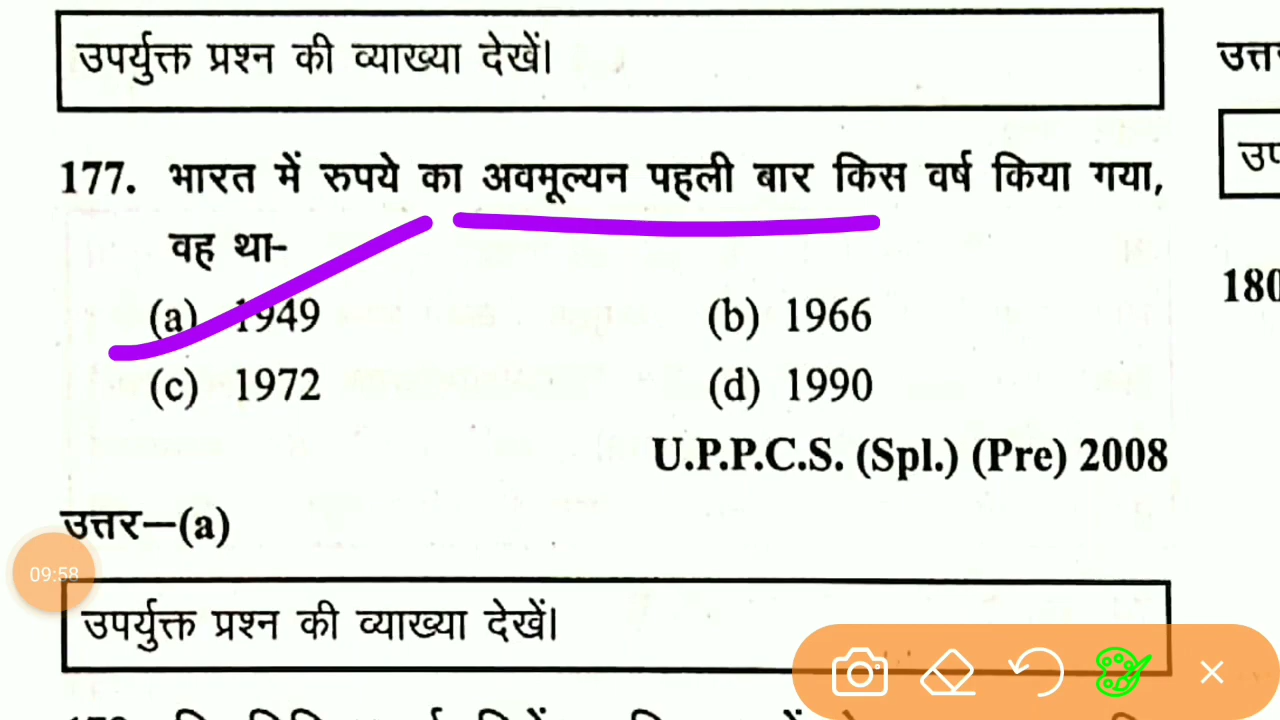 उपर्युक्त प्रश्न की व्याख्या देखें।
177. भारत में रुपये का अवमूल्यन पहली बार किस वर्ष किया गया,
वह था-
(a) 1949 (b) 1966
(c) 1972 (d) 1990
U.P.P.C.S. (Spl.) (Pre) 2008
उत्तर–(a)
09:58
उपर्युक्त प्रश्न की व्याख्या देखें।